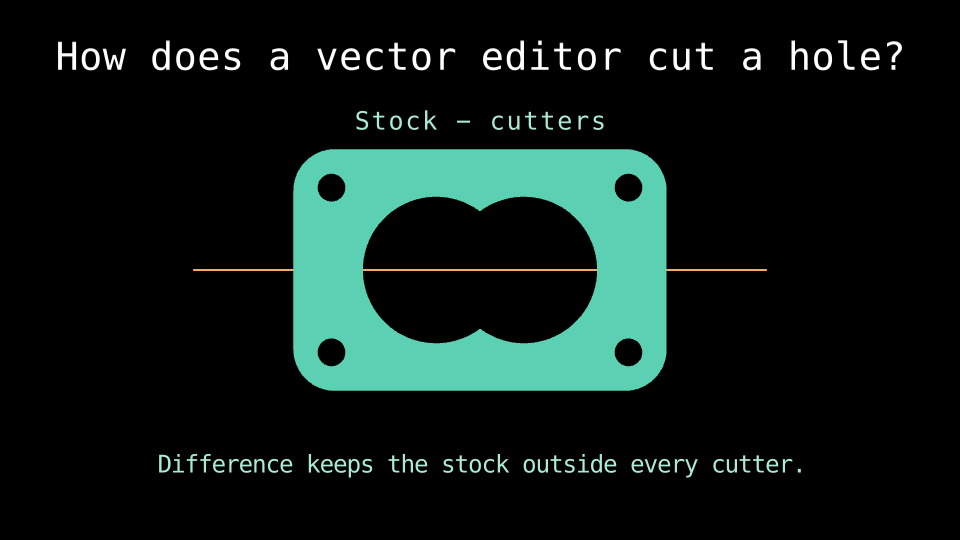 How does a vector editor cut a hole?
Stock − cutters
Difference keeps the stock outside every cutter.